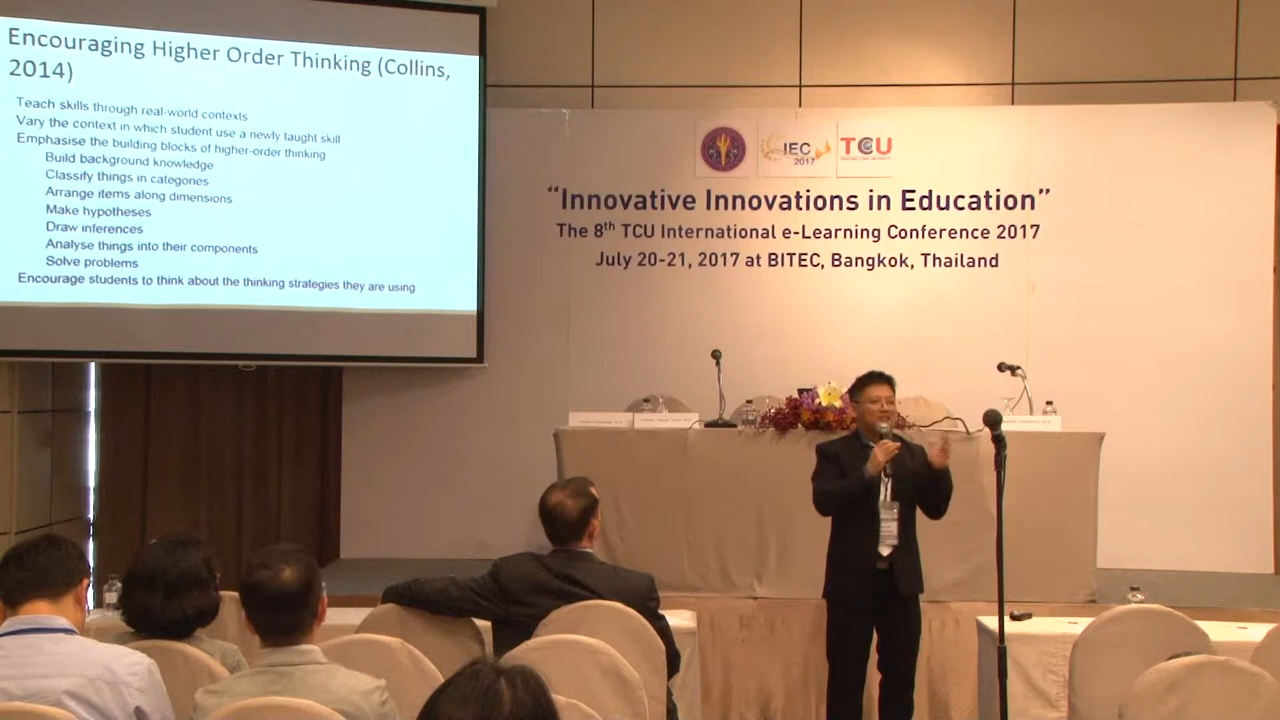 Encouraging Higher Order Thinking (Collins,
2014)
Teach skills through real-world contexts
Vary the context in which student use a newly taught skill
Emphasise the building blocks of higher-order thinking
Build background knowledge
Classify things in categories
Arrange items along dimensions
Make hypotheses
Draw inferences
Analyse things into their components
Solve problems
Encourage students to think about the thinking strategies they are using
IEC
2017
TCU
“Innovative Innovations in Education”
The 8th TCU International e-Learning Conference 2017
July 20-21, 2017 at BITEC, Bangkok, Thailand